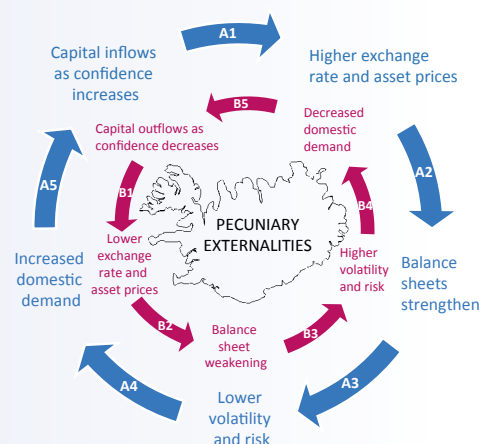 A1
Capital inflows
as confidence
increases
Higher exchange
rate and asset prices
B5
Capital outflows as
confidence decreases
Decreased
domestic
demand
A2
A5
B1
B4
PECUNIARY
EXTERNALITIES
Lower
exchange
rate and
asset prices
Higher
volatility
and risk
Increased
domestic
demand
Balance
sheets
strengthen
B2
Balance
sheet
weakening
B3
A4
A3
Lower
volatility
and risk